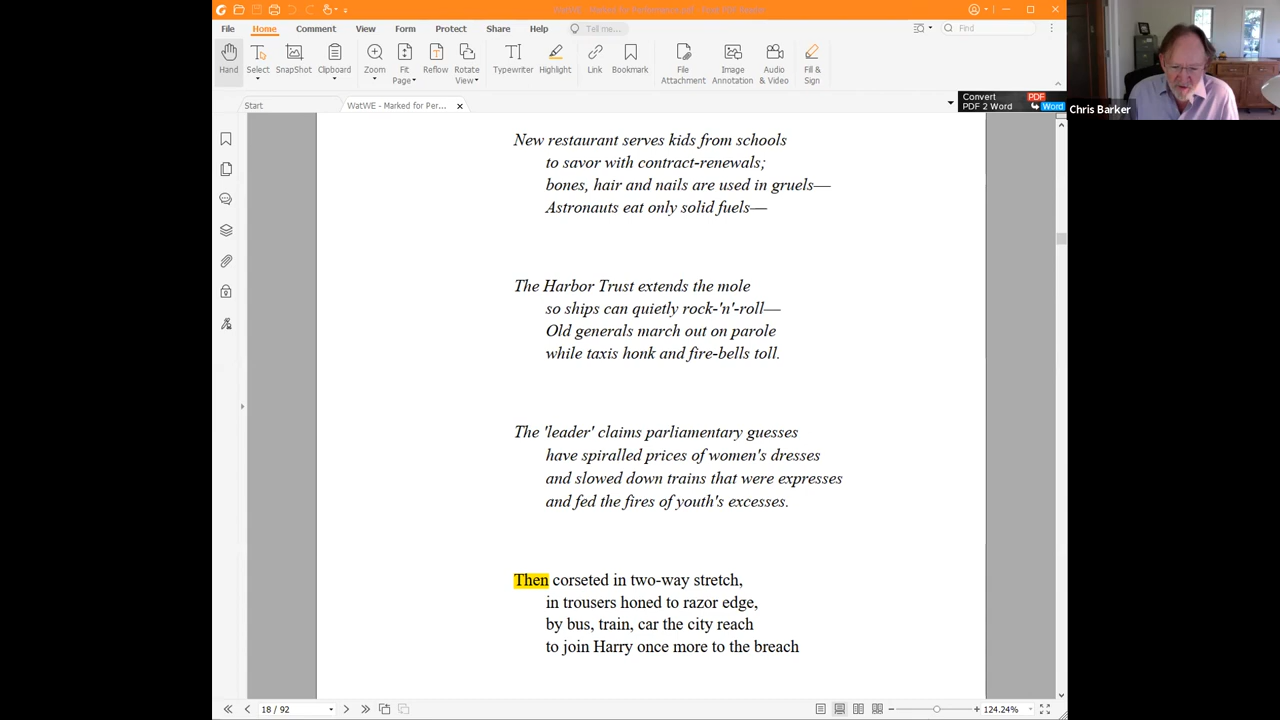 File
Home
Comment
View
Form
Protect
Share
Help
Tell me...
Find
Hand
Select
SnapShot
Clipboard
Zoom
Fit
Page
Reflow
Rotate
View
Typewriter
Highlight
Link
Bookmark
File
Attachment
Image
Annotation
Audio
& Video
Fill &
Sign
Start
WatWE - Marked for Per...
Convert
PDF 2 Word
PDF
Word
Chris Barker
New restaurant serves kids from schools
to savor with contract-renewals;
bones, hair and nails are used in gruels—
Astronauts eat only solid fuels—
The Harbor Trust extends the mole
so ships can quietly rock-'n'-roll—
Old generals march out on parole
while taxis honk and fire-bells toll.
The 'leader' claims parliamentary guesses
have spiralled prices of women's dresses
and slowed down trains that were expresses
and fed the fires of youth's excesses.
Then corseted in two-way stretch,
in trousers honed to razor edge,
by bus, train, car the city reach
to join Harry once more to the breach
18 / 92
124.24%